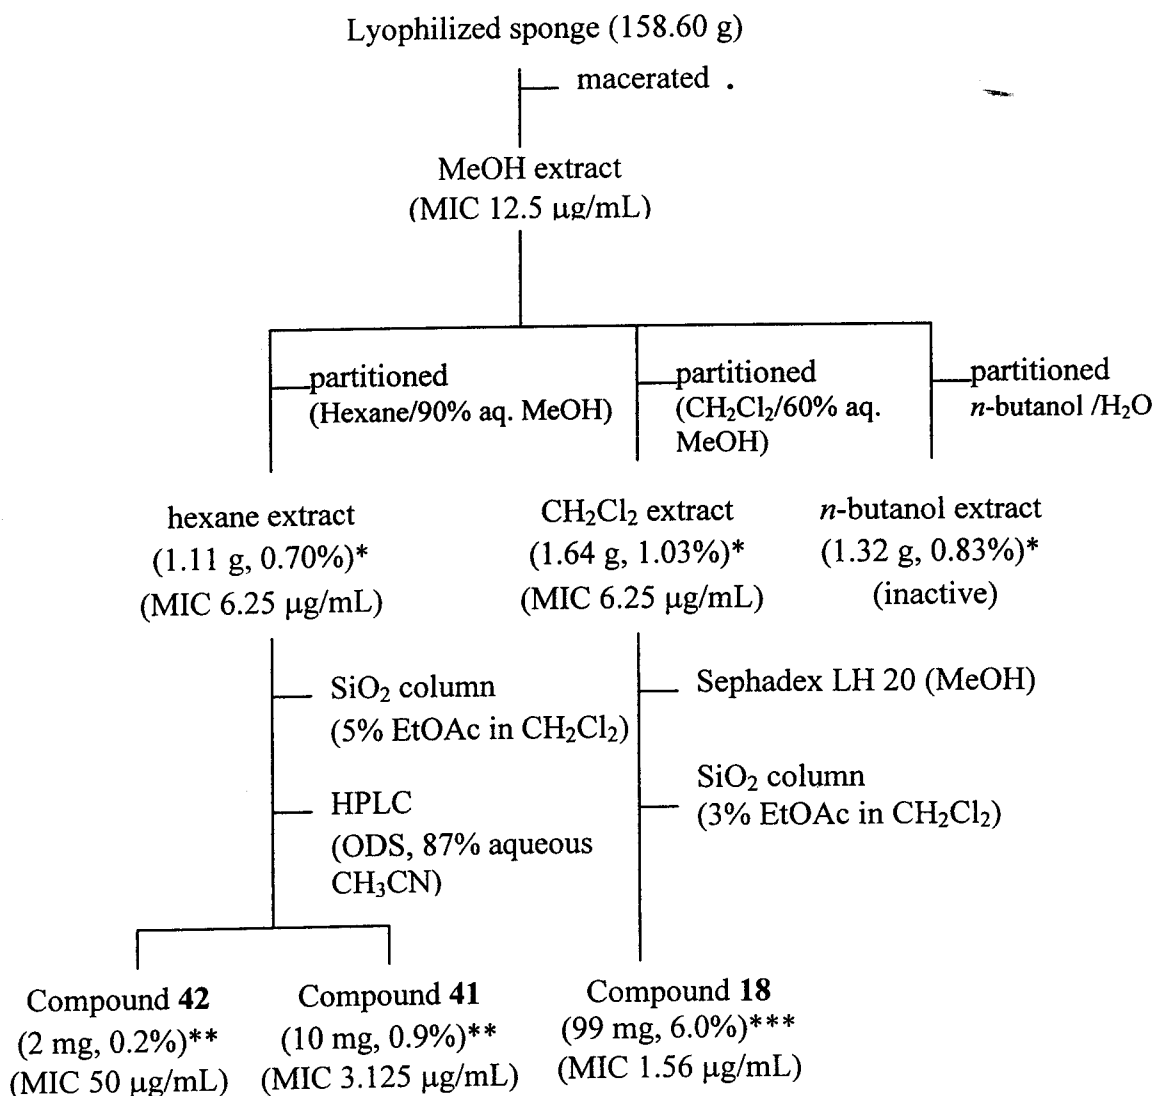 Lyophilized sponge (158.60 g)
macerated .
MeOH extract
(MIC 12.5 µg/mL)
partitioned
(Hexane/90% aq. MeOH)
partitioned
(CH₂Cl₂/60% aq.
MeOH)
partitioned
n-butanol /H₂O
hexane extract
(1.11 g, 0.70%)*
(MIC 6.25 µg/mL)
CH₂Cl₂ extract
(1.64 g, 1.03%)*
(MIC 6.25 µg/mL)
n-butanol extract
(1.32 g, 0.83%)*
(inactive)
SiO₂ column
(5% EtOAc in CH₂Cl₂)
HPLC
(ODS, 87% aqueous
CH₃CN)
Sephadex LH 20 (MeOH)
SiO₂ column
(3% EtOAc in CH₂Cl₂)
Compound 42
(2 mg, 0.2%)**
(MIC 50 µg/mL)
Compound 41
(10 mg, 0.9%)**
(MIC 3.125 µg/mL)
Compound 18
(99 mg, 6.0%)***
(MIC 1.56 µg/mL)